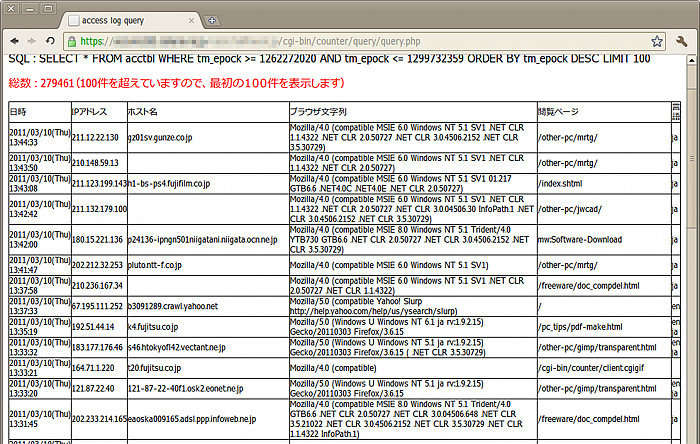 access log query
https://
/cgi-bin/counter/query/query.php
SQL : SELECT * FROM acctbl WHERE tm_epoch >= 1262272020 AND tm_epoch <= 1299732359 ORDER BY tm_epoch DESC LIMIT 100
総数 : 279461 (100件を超えていますので、最初の100件を表示します)
日時 IPアドレス ホスト名 ブラウザ文字列 閲覧ページ 言語
2011/03/10(Thu) 13:44:33 211.12.22.130 gz01sv.gunze.co.jp Mozilla/4.0 (compatible MSIE 6.0 Windows NT 5.1 SV1 .NET CLR
1.1.4322 .NET CLR 2.0.50727 .NET CLR 3.0.4506.2152 .NET CLR
3.5.30729) /other-pc/mrtg/ ja
2011/03/10(Thu) 13:43:50 210.148.59.13 Mozilla/4.0 (compatible MSIE 6.0 Windows NT 5.1 SV1 .NET CLR
1.1.4322 .NET CLR 2.0.50727) /other-pc/mrtg/ ja
2011/03/10(Thu) 13:43:08 211.123.199.143 h1-bs-ps4.fujifilm.co.jp Mozilla/4.0 (compatible MSIE 6.0 Windows NT 5.1 SV1 01.217
GTB6.6 .NET4.0C .NET4.0E .NET CLR 2.0.50727) /index.shtml ja
2011/03/10(Thu) 13:42:42 211.132.179.100 Mozilla/4.0 (compatible MSIE 6.0 Windows NT 5.1 SV1 .NET CLR
1.1.4322 .NET CLR 2.0.50727 .NET CLR 3.0.04506.30 InfoPath.1 .NET
CLR 3.0.4506.2152 .NET CLR 3.5.30729) /other-pc/jwcad/ ja
2011/03/10(Thu) 13:42:00 180.15.221.136 p24136-ipngn501niigatani.niigata.ocn.ne.jp Mozilla/4.0 (compatible MSIE 8.0 Windows NT 5.1 Trident/4.0
YTB730 GTB6.6 .NET CLR 2.0.50727 .NET CLR 3.0.4506.2152 .NET
CLR 3.5.30729) mw:Software-Download ja
2011/03/10(Thu) 13:41:47 202.212.32.253 pluto.ntt-f.co.jp Mozilla/4.0 (compatible MSIE 6.0 Windows NT 5.1 SV1) /other-pc/mrtg/ ja
2011/03/10(Thu) 13:37:58 210.236.167.34 Mozilla/4.0 (compatible MSIE 6.0 Windows NT 5.1 SV1 .NET CLR
2.0.50727 .NET CLR 1.1.4322) /freeware/doc_compdel.html ja
2011/03/10(Thu) 13:37:33 67.195.111.252 b3091289.crawl.yahoo.net Mozilla/5.0 (compatible Yahoo! Slurp
http://help.yahoo.com/help/us/ysearch/slurp) / en
2011/03/10(Thu) 13:35:19 192.51.44.14 k4.fujitsu.co.jp Mozilla/5.0 (Windows U Windows NT 6.1 ja rv:1.9.2.15)
Gecko/20110303 Firefox/3.6.15 /pc_tips/pdf-make.html ja
2011/03/10(Thu) 13:33:32 183.177.176.46 s46.htokyofl42.vectant.ne.jp Mozilla/5.0 (Windows U Windows NT 5.1 ja rv:1.9.2.15)
Gecko/20110303 Firefox/3.6.15 ( .NET CLR 3.5.30729) /other-pc/gimp/transparent.html ja
2011/03/10(Thu) 13:33:21 164.71.1.220 t20.fujitsu.co.jp Mozilla/4.0 (compatible) /cgi-bin/counter/client.cgigif en
2011/03/10(Thu) 13:33:20 121.87.22.40 121-87-22-40f1.osk2.eonet.ne.jp Mozilla/5.0 (Windows U Windows NT 5.1 ja rv:1.9.2.15)
Gecko/20110303 Firefox/3.6.15 /other-pc/gimp/transparent.html ja
2011/03/10(Thu) 13:31:45 202.233.214.165 eaoska009165.adsl.ppp.infoweb.ne.jp Mozilla/4.0 (compatible MSIE 8.0 Windows NT 5.1 Trident/4.0
GTB6.6 .NET CLR 2.0.50727 .NET CLR 3.0.04506.648 .NET CLR
3.5.21022 .NET CLR 3.0.4506.2152 .NET CLR 3.5.30729 .NET CLR
1.1.4322 InfoPath.1) /freeware/doc_compdel.html ja